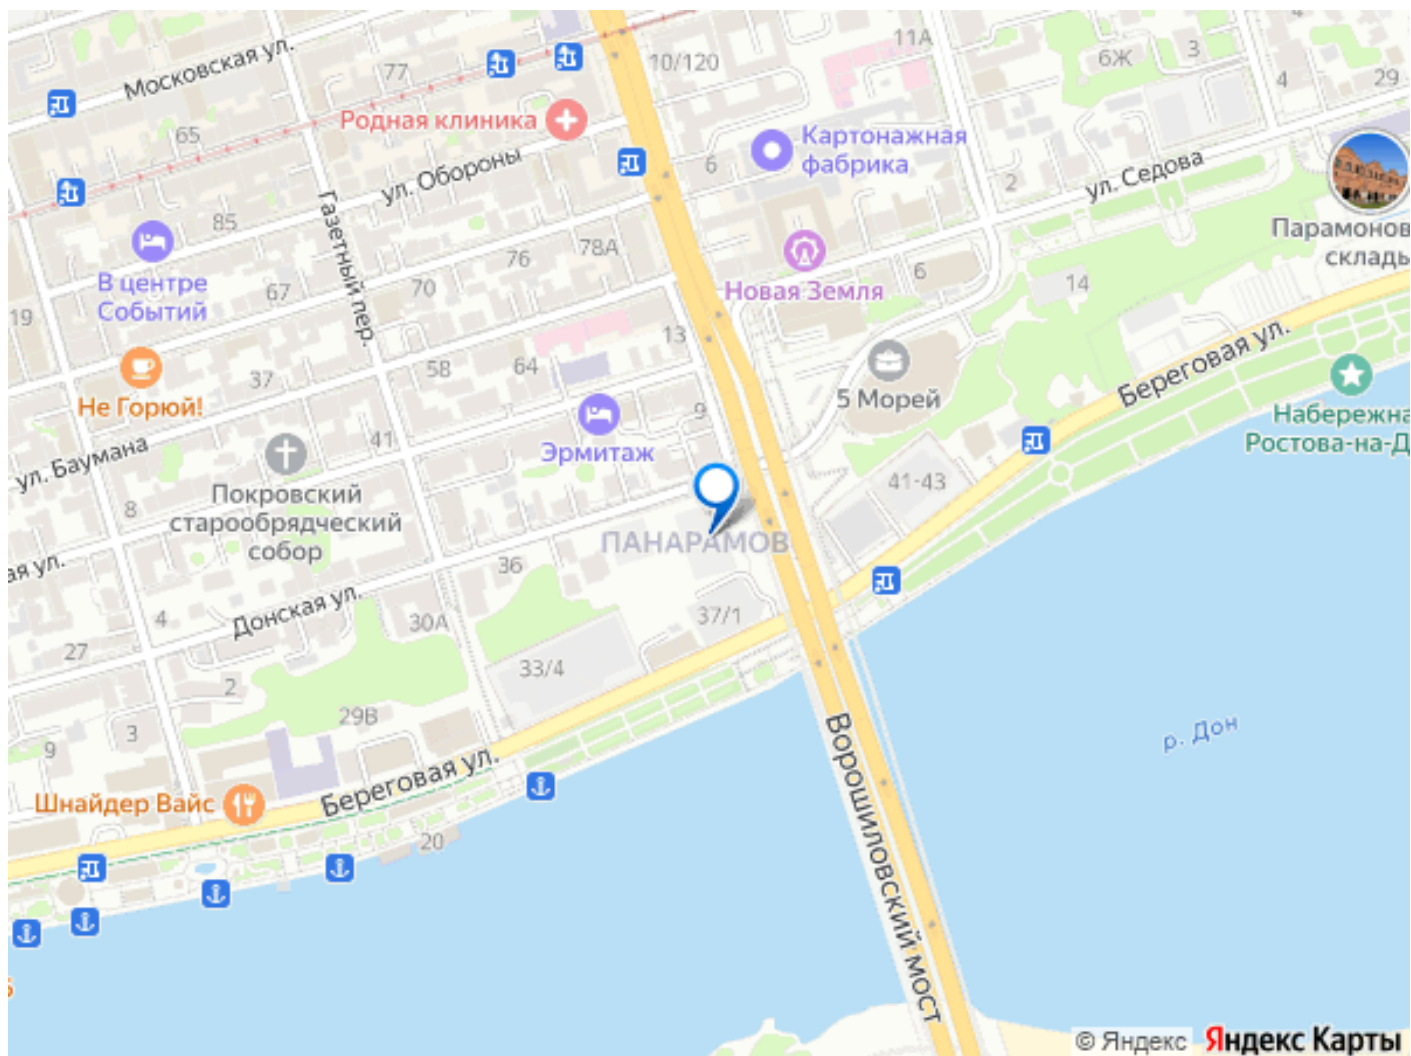 Московская ул.
77
10/120
11А
6Ж
3
4
29
65
Родная клиника
ул. Обороны
6
Картонажная
фабрика
2
ул. Седова
Газетный пер.
85
76
78А
Парамонов
склады
В центре
Событий
67
70
Новая Земля
6
14
19
13
58
64
37
Не Горюй!
5 Морей
Береговая ул.
9
Набережна
Ростова-на-Д
ул. Баумана
41
Эрмитаж
41-43
8
Покровский
старообрядческий
собор
ая ул.
ПАНАРАМОВ
36
Донская ул.
4
30А
37/1
27
33/4
2
29В
3
9
Береговая ул.
Ворошиловский мост
р. Дон
Шнайдер Вайс
20
© Яндекс Яндекс Карты